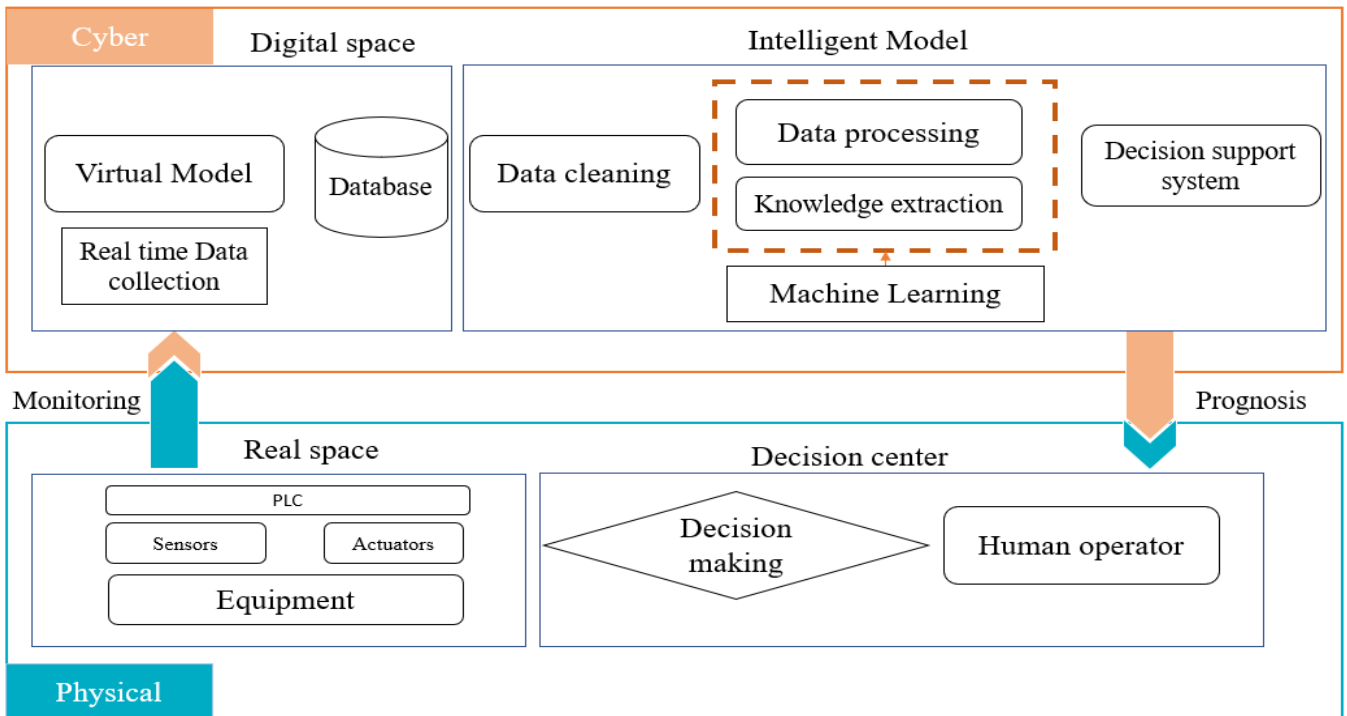 Cyber
Digital space
Intelligent Model
Virtual Model
Database
Real time Data
collection
Data cleaning
Data processing
Knowledge extraction
Machine Learning
Decision support
system
Monitoring
Prognosis
Real space
PLC
Sensors
Actuators
Equipment
Decision center
Decision
making
Human operator
Physical